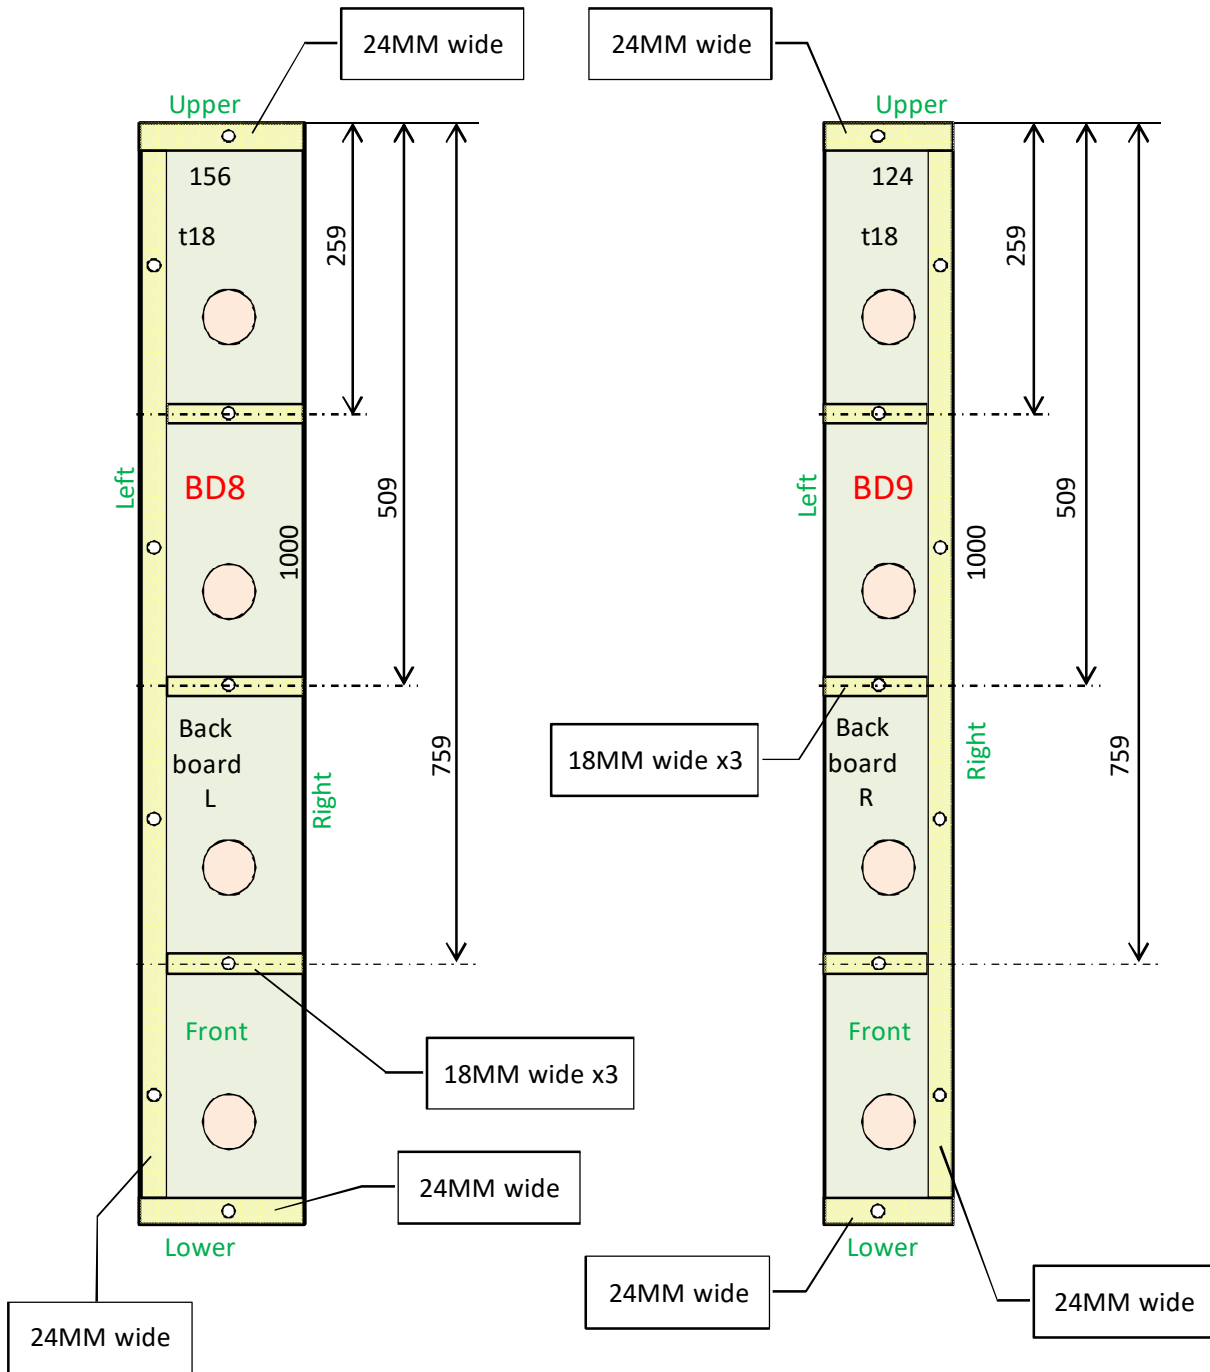 24MM wide
24MM wide
Upper
Upper
156
124
t18
t18
259
259
Left
BD8
509
1000
Left
BD9
1000
509
Back
board
L
759
Right
18MM wide x3
Back
board
R
Right
759
Front
Front
18MM wide x3
24MM wide
Lower
Lower
24MM wide
24MM wide
24MM wide